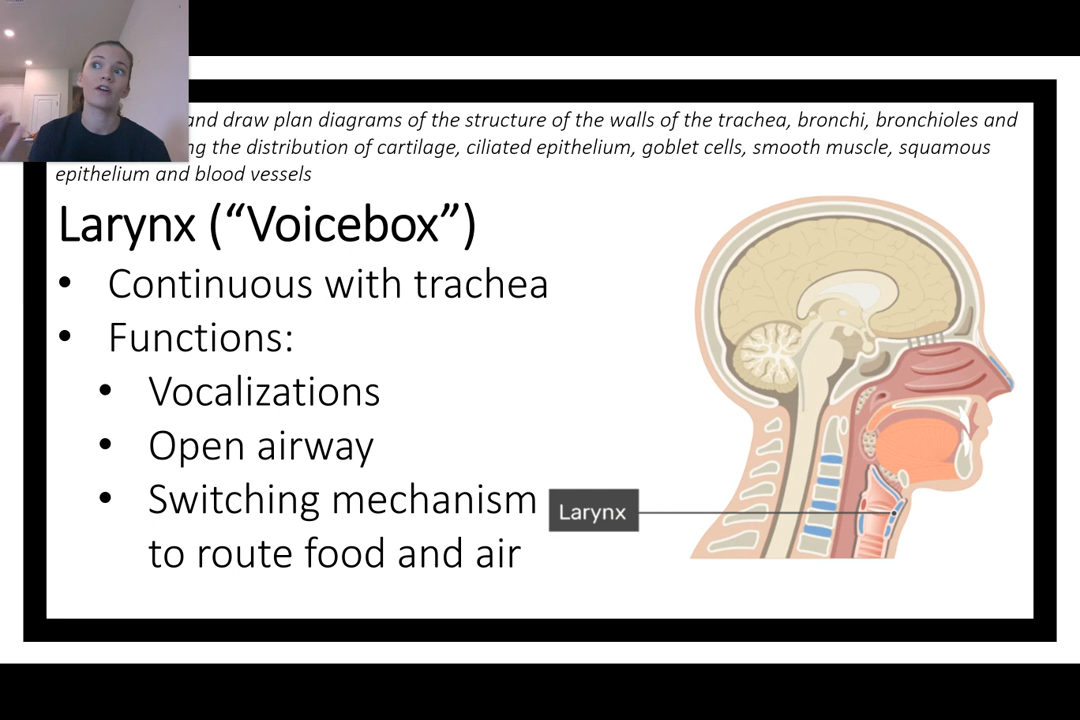 and draw plan diagrams of the structure of the walls of the trachea, bronchi, bronchioles and
the distribution of cartilage, ciliated epithelium, goblet cells, smooth muscle, squamous
epithelium and blood vessels
Larynx (“Voicebox”)
• Continuous with trachea
• Functions:
• Vocalizations
• Open airway
• Switching mechanism
to route food and air
Larynx